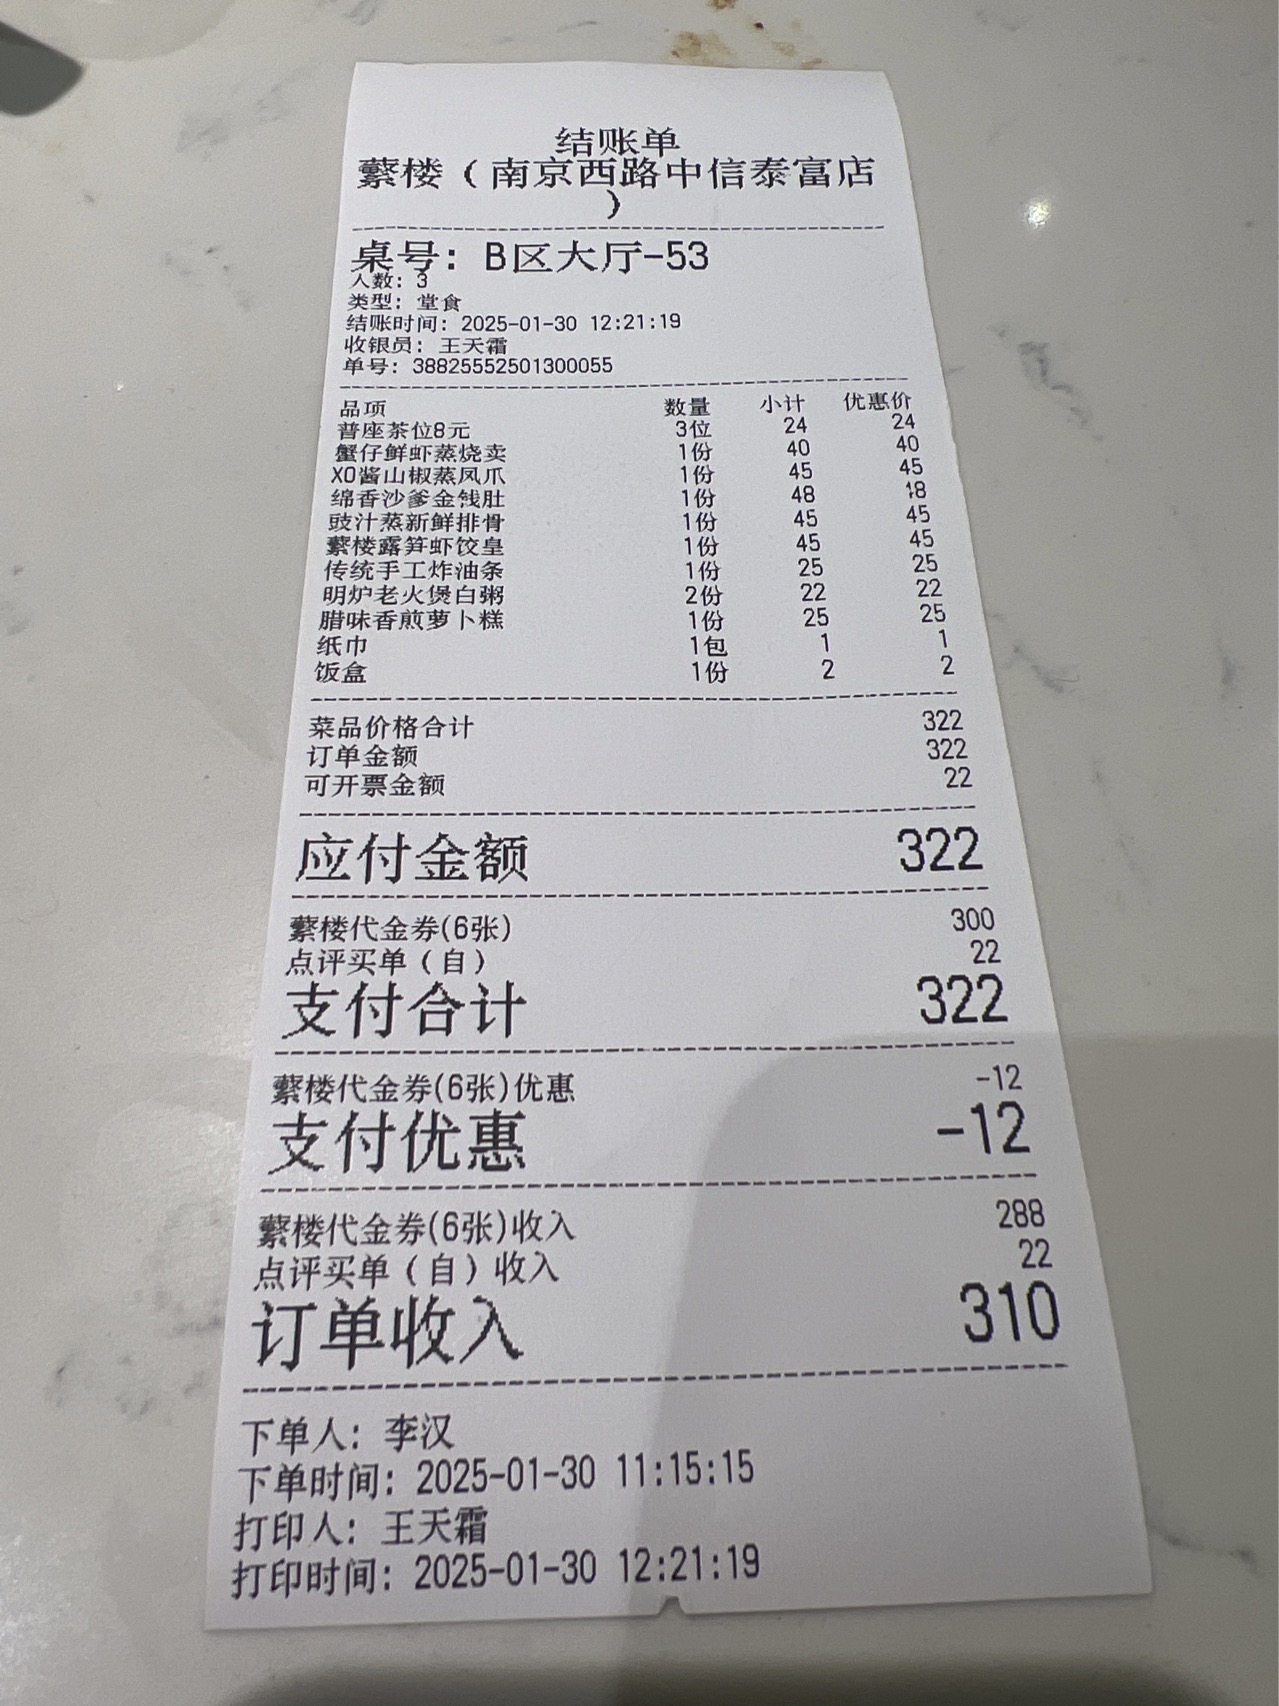 结账单
蘩楼（南京西路中信泰富店
）
桌号：B区大厅-53
人数：3
类型：堂食
结账时间：2025-01-30 12:21:19
收银员：王天霜
单号：388255552501300055
品项 数量 小计 优惠价
普座茶位8元 3位 24 24
蟹仔鲜虾蒸烧卖 1份 40 40
XO酱山椒蒸凤爪 1份 45 45
绵香沙爹金钱肚 1份 48 48
豉汁蒸新鲜排骨 1份 45 45
蘩楼露笋虾饺皇 1份 45 45
传统手工炸油条 1份 25 25
明炉老火煲白粥 2份 22 22
腊味香煎萝卜糕 1份 25 25
纸巾 1包 1 1
饭盒 1份 2 2
菜品价格合计 322
订单金额 322
可开票金额 22
应付金额 322
蘩楼代金券(6张) 300
点评买单（自） 22
支付合计 322
蘩楼代金券(6张)优惠 -12
支付优惠 -12
蘩楼代金券(6张)收入 288
点评买单（自）收入 22
订单收入 310
下单人：李汉
下单时间：2025-01-30 11:15:15
打印人：王天霜
打印时间：2025-01-30 12:21:19